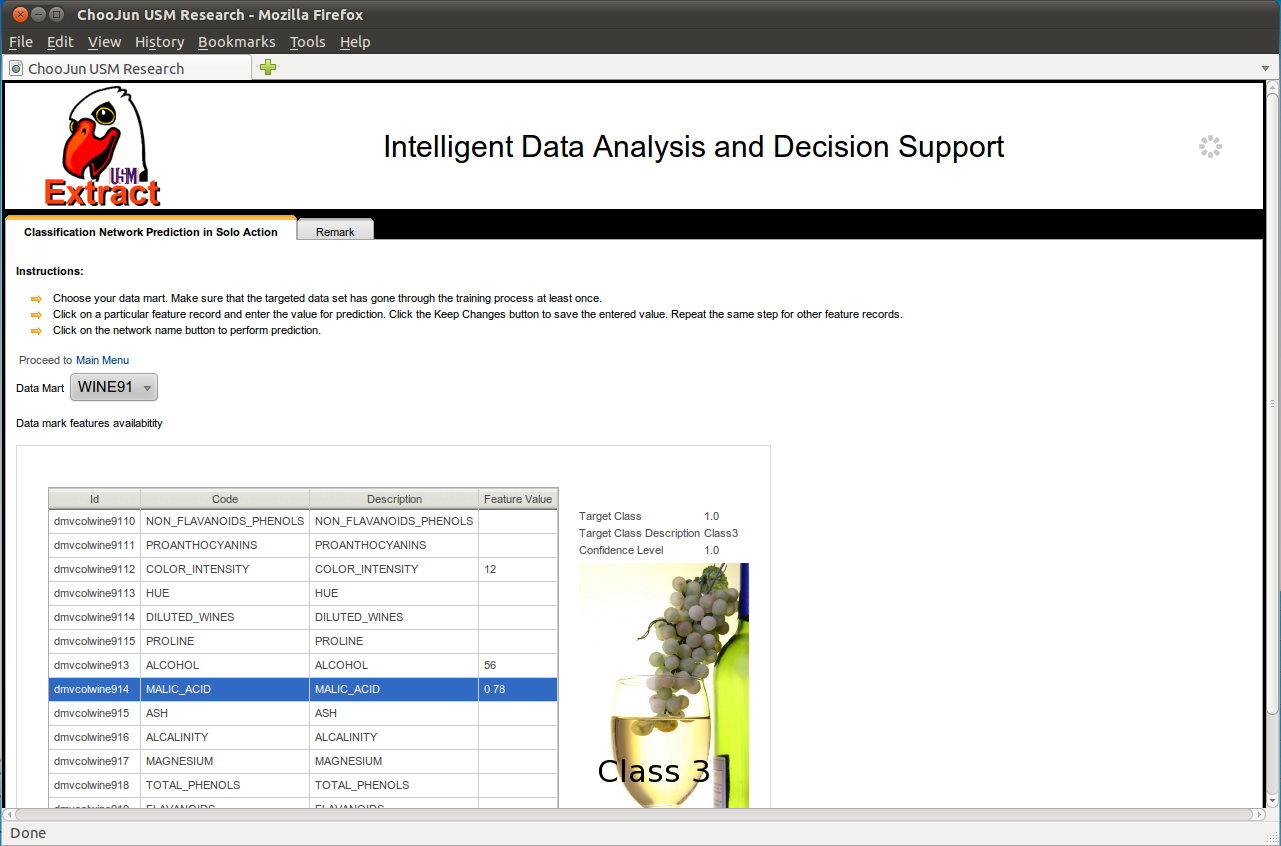 ChooJun USM Research - Mozilla Firefox
File Edit View History Bookmarks Tools Help
ChooJun USM Research
USM
Extract
Intelligent Data Analysis and Decision Support
Classification Network Prediction in Solo Action Remark
Instructions:
Choose your data mart. Make sure that the targeted data set has gone through the training process at least once.
Click on a particular feature record and enter the value for prediction. Click the Keep Changes button to save the entered value. Repeat the same step for other feature records.
Click on the network name button to perform prediction.
Proceed to Main Menu
Data Mart WINE91
Data mark features availabitity
Id Code Description Feature Value
dmvcolwine9110 NON_FLAVANOIDS_PHENOLS NON_FLAVANOIDS_PHENOLS
dmvcolwine9111 PROANTHOCYANINS PROANTHOCYANINS
dmvcolwine9112 COLOR_INTENSITY COLOR_INTENSITY 12
dmvcolwine9113 HUE HUE
dmvcolwine9114 DILUTED_WINES DILUTED_WINES
dmvcolwine9115 PROLINE PROLINE
dmvcolwine913 ALCOHOL ALCOHOL 56
dmvcolwine914 MALIC_ACID MALIC_ACID 0.78
dmvcolwine915 ASH ASH
dmvcolwine916 ALCALINITY ALCALINITY
dmvcolwine917 MAGNESIUM MAGNESIUM
dmvcolwine918 TOTAL_PHENOLS TOTAL_PHENOLS
dmvcolwine919 FLAVANOIDS FLAVANOIDS
Target Class 1.0
Target Class Description Class3
Confidence Level 1.0
Class 3
Done